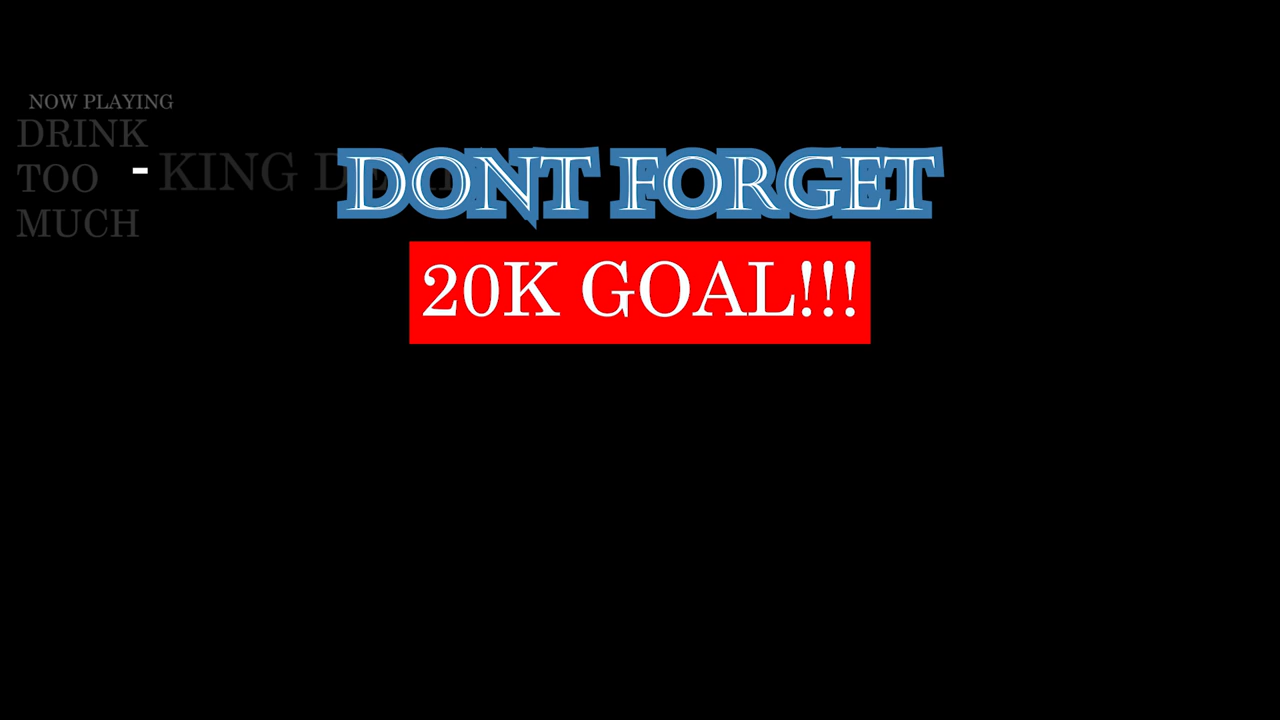 NOW PLAYING
DRINK
TOO
MUCH
- KING
DONT FORGET
20K GOAL!!!